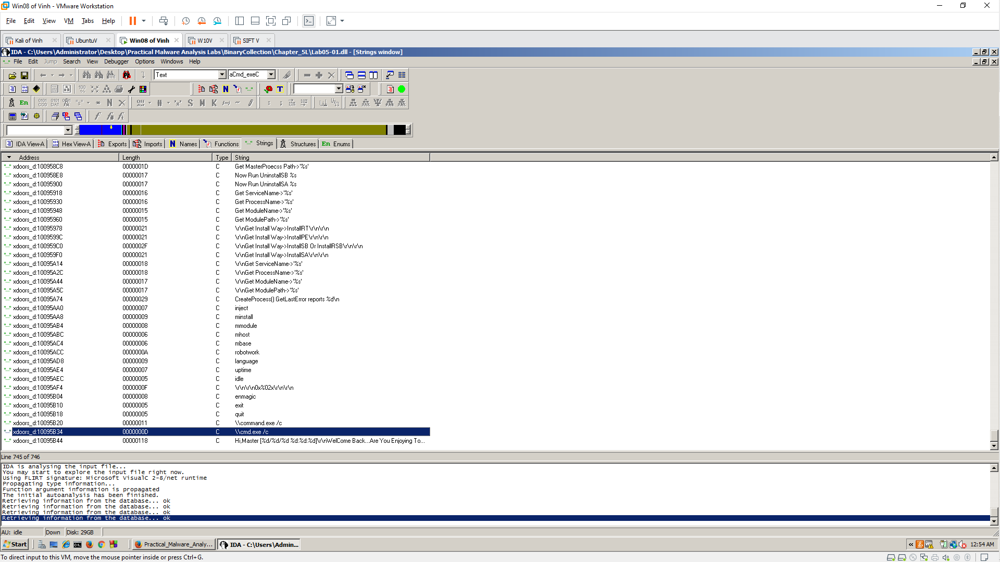 Win08 of Vinh - VMware Workstation
File Edit View VM Tabs Help
Kali of Vinh UbuntuV Win08 of Vinh W10V SIFT V
IDA - C:\Users\Administrator\Desktop\Practical Malware Analysis Labs\BinaryCollection\Chapter_5L\Lab05-01.dll - [Strings window]
File Edit Jump Search View Debugger Options Windows Help
Text aCmd_exeC
En
IDA View-A Hex View-A Exports Imports Names Functions Strings Structures Enums
Address Length Type String
xdoors_d:100958C8 0000001D C Get MasterProecss Path->'%s'
xdoors_d:100958E8 00000017 C Now Run UninstallSB %s
xdoors_d:10095900 00000017 C Now Run UninstallSA %s
xdoors_d:10095918 00000016 C Get ServiceName->'%s'
xdoors_d:10095930 00000016 C Get ProcessName->'%s'
xdoors_d:10095948 00000015 C Get ModuleName->'%s'
xdoors_d:10095960 00000015 C Get ModulePath->'%s'
xdoors_d:10095978 00000021 C \r\nGet Install Way->InstallRT\r\n\r\n
xdoors_d:1009599C 00000021 C \r\nGet Install Way->InstallPE\r\n\r\n
xdoors_d:100959C0 0000002F C \r\nGet Install Way->InstallSB Or InstallRSB\r\n\r\n
xdoors_d:100959F0 00000021 C \r\nGet Install Way->InstallSA\r\n\r\n
xdoors_d:10095A14 00000018 C \r\nGet ServiceName->'%s'
xdoors_d:10095A2C 00000018 C \r\nGet ProcessName->'%s'
xdoors_d:10095A44 00000017 C \r\nGet ModuleName->'%s'
xdoors_d:10095A5C 00000017 C \r\nGet ModulePath->'%s'
xdoors_d:10095A74 00000029 C CreateProcess() GetLastError reports %d\n
xdoors_d:10095AA0 00000007 C inject
xdoors_d:10095AA8 00000009 C minstall
xdoors_d:10095AB4 00000008 C mmodule
xdoors_d:10095ABC 00000006 C mhost
xdoors_d:10095AC4 00000006 C mbase
xdoors_d:10095ACC 0000000A C robotwork
xdoors_d:10095AD8 00000009 C language
xdoors_d:10095AE4 00000007 C uptime
xdoors_d:10095AEC 00000005 C idle
xdoors_d:10095AF4 0000000F C \r\n\r\n0x%02x\r\n\r\n
xdoors_d:10095B04 00000008 C enmagic
xdoors_d:10095B10 00000005 C exit
xdoors_d:10095B18 00000005 C quit
xdoors_d:10095B20 00000011 C \\command.exe /c
xdoors_d:10095B34 0000000D C \\cmd.exe /c
xdoors_d:10095B44 00000118 C Hi,Master [%d/%d/%d %d:%d:%d]\r\nWelCome Back...Are You Enjoying To...
Line 745 of 746
IDA is analysing the input file...
You may start to explore the input file right now.
Using FLIRT signature: Microsoft VisualC 2-8/net runtime
Propagating type information...
Function argument information is propagated
The initial autoanalysis has been finished.
Retrieving information from the database... ok
Retrieving information from the database... ok
Retrieving information from the database... ok
Retrieving information from the database... ok
AU: idle Down Disk: 29GB
Start Practical_Malware_Analy... IDA - C:\Users\Admin... « 12:54 AM
To direct input to this VM, move the mouse pointer inside or press Ctrl+G.